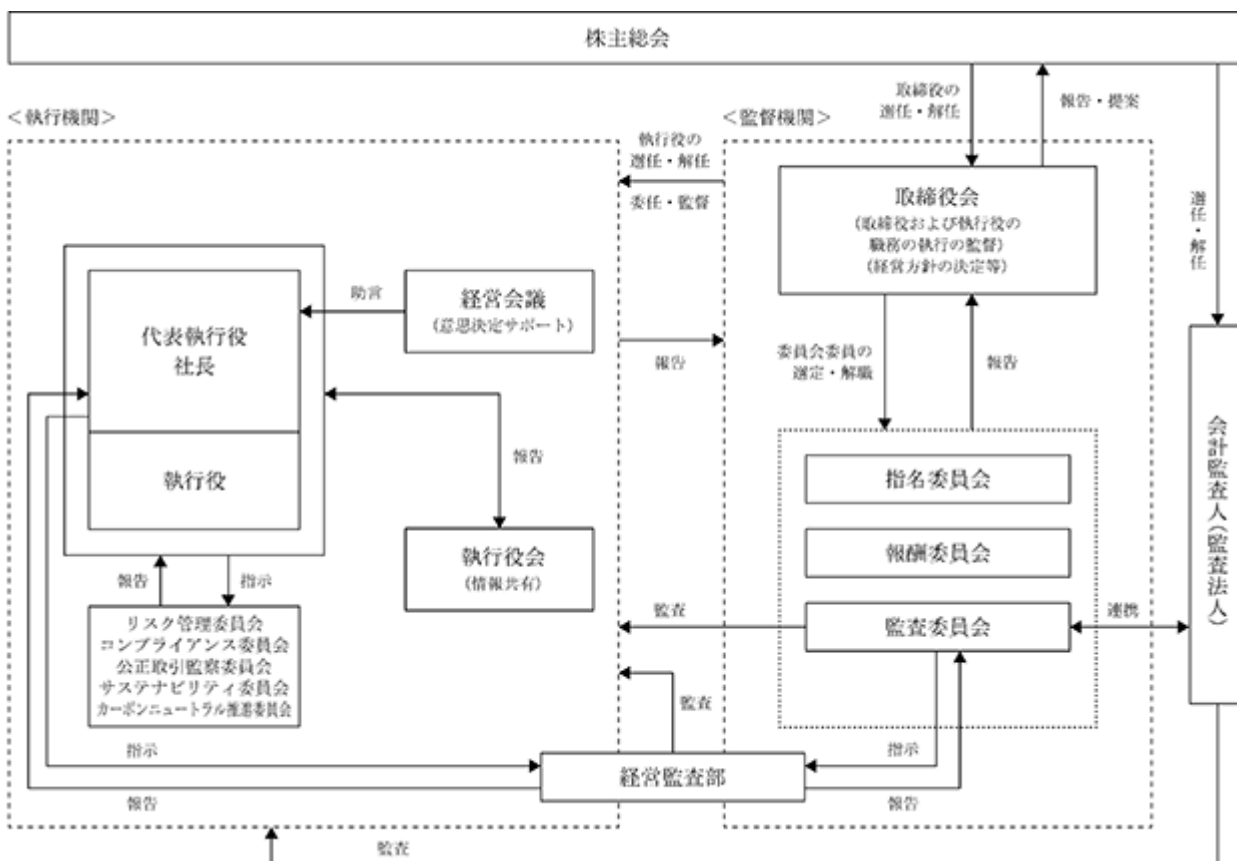 株主総会
取締役の
選任・解任
報告・提案
＜執行機関＞
＜監督機関＞
執行役の
選任・解任
委任・監督
取締役会
(取締役および執行役の
職務の執行の監督)
(経営方針の決定等)
選任・解任
代表執行役
社長
執行役
助言
経営会議
(意思決定サポート)
報告
委員会委員の
選定・解職
報告
報告
執行役会
(情報共有)
指名委員会
報酬委員会
監査委員会
監査
連携
会計監査人(監査法人)
報告
指示
リスク管理委員会
コンプライアンス委員会
公正取引監察委員会
サステナビリティ委員会
カーボンニュートラル推進委員会
監査
指示
指示
経営監査部
報告
報告
監査